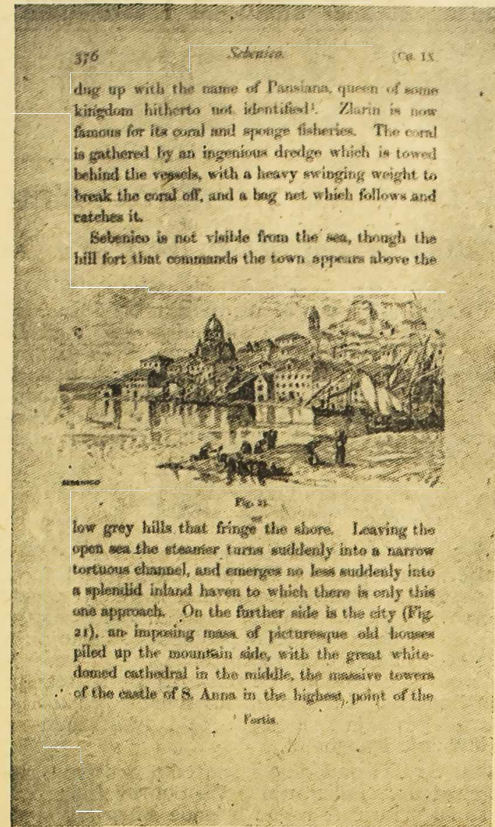 376 Sebenico. [CH. IX
dug up with the name of Pansiana, queen of some
kingdom hitherto not identified¹. Zlarin is now
famous for its coral and sponge fisheries. The coral
is gathered by an ingenious dredge which is towed
behind the vessels, with a heavy swinging weight to
break the coral off, and a bag net which follows and
catches it.
Sebenico is not visible from the sea, though the
hill fort that commands the town appears above the
SEBENICO
Fig. 21
low grey hills that fringe the shore. Leaving the
open sea the steamer turns suddenly into a narrow
tortuous channel, and emerges no less suddenly into
a splendid inland haven to which there is only this
one approach. On the further side is the city (Fig.
21), an imposing mass of picturesque old houses
piled up the mountain side, with the great white-
domed cathedral in the middle, the massive towers
of the castle of S. Anna in the highest point of the
¹ Fortis.